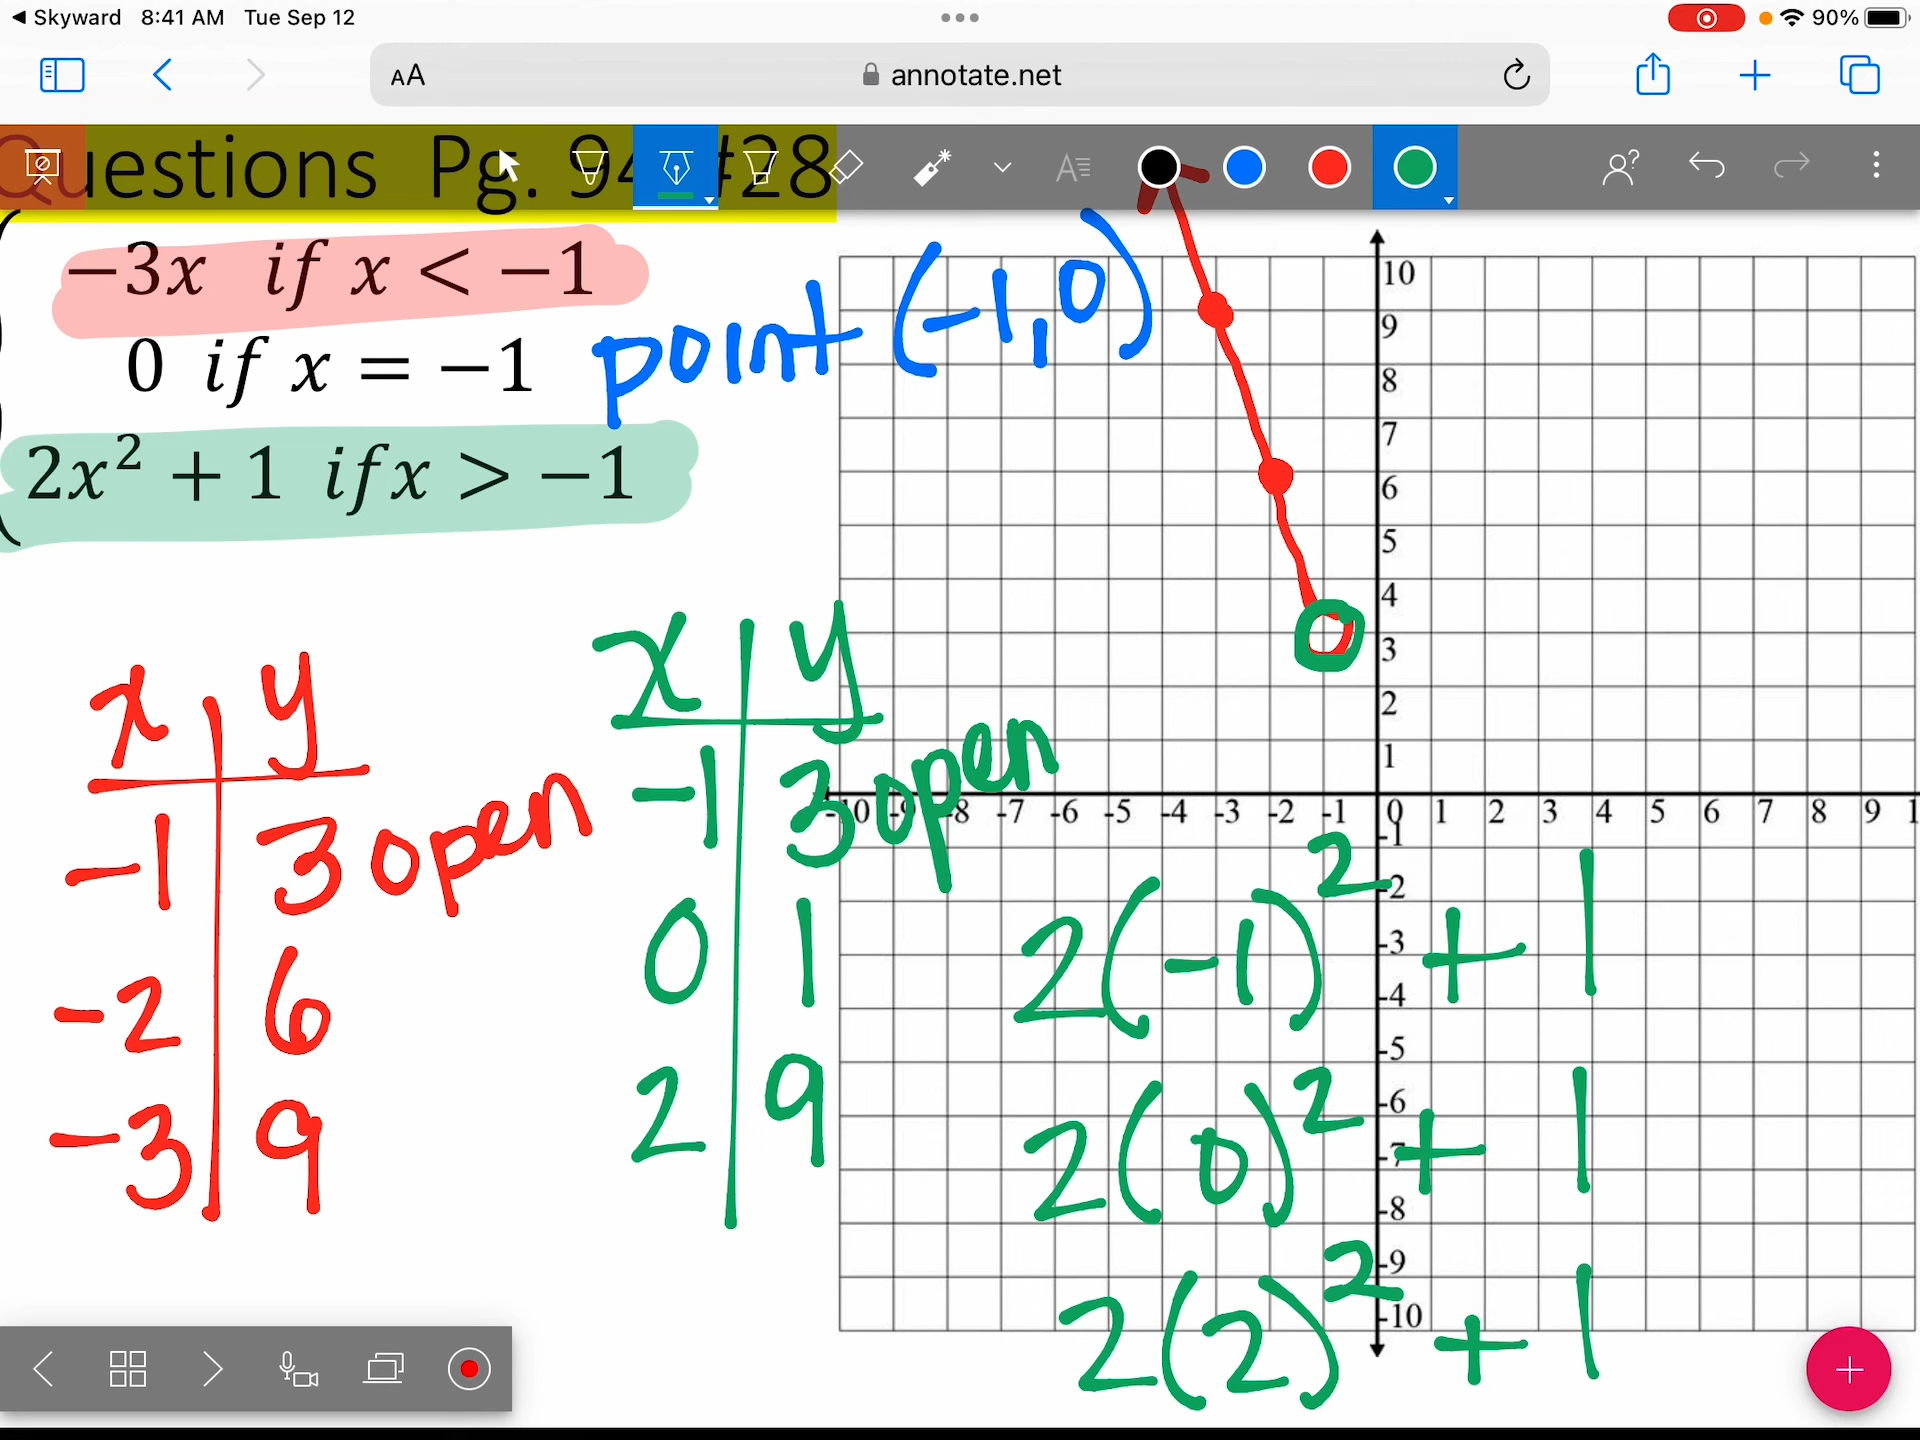 Skyward 8:41 AM Tue Sep 12
90%
AA annotate.net
Questions Pg. 94 #28
−3x if x < −1
0 if x = −1
point (-1,0)
2x² + 1 ifx > −1
x y
-1 3 open
-2 6
-3 9
x y
-1 3 open
0 1
2 9
10
9
8
7
6
5
4
3
2
1
-10 -9 -8 -7 -6 -5 -4 -3 -2 -1 0 1 2 3 4 5 6 7 8 9 1
-1
-2
-3
-4
-5
-6
-7
-8
-9
-10
2(-1)² + 1
2(0)² + 1
2(2)² + 1